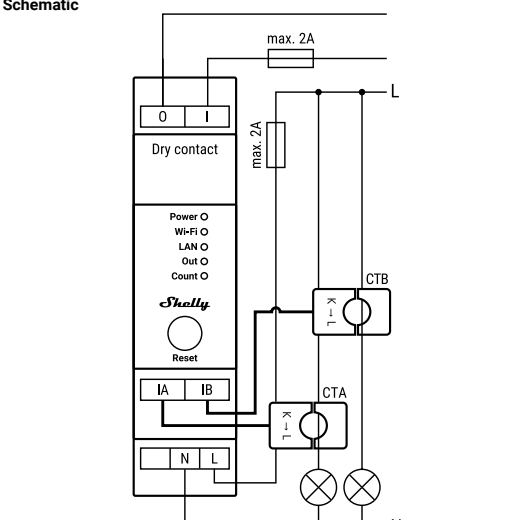 Schematic
max. 2A
L
O I
max. 2A
Dry contact
Power
Wi-Fi
LAN
Out
Count
Shelly
Reset
CTB
K → L
IA IB
CTA
K → L
N L